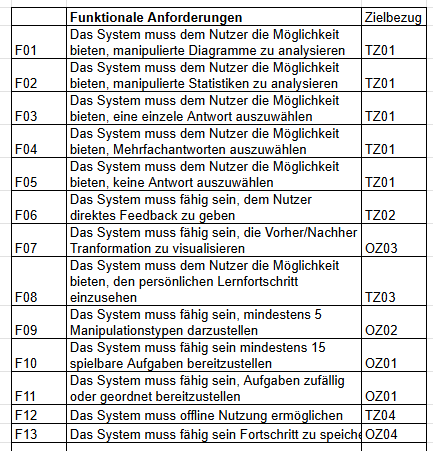 Funktionale Anforderungen Zielbezug
Das System muss dem Nutzer die Möglichkeit
F01 bieten, manipulierte Diagramme zu analysieren TZ01
Das System muss dem Nutzer die Möglichkeit
F02 bieten, manipulierte Statistiken zu analysieren TZ01
Das System muss dem Nutzer die Möglichkeit
F03 bieten, eine einzele Antwort auszuwählen TZ01
Das System muss dem Nutzer die Möglichkeit
F04 bieten, Mehrfachantworten auszuwählen TZ01
Das System muss dem Nutzer die Möglichkeit
F05 bieten, keine Antwort auszuwählen TZ01
Das System muss fähig sein, dem Nutzer
F06 direktes Feedback zu geben TZ02
Das System muss fähig sein, die Vorher/Nachher
F07 Tranformation zu visualisieren OZ03
Das System muss dem Nutzer die Möglichkeit
bieten, den persönlichen Lernfortschritt
F08 einzusehen TZ03
Das System muss fähig sein, mindestens 5
F09 Manipulationstypen darzustellen OZ02
Das System muss fähig sein mindestens 15
F10 spielbare Aufgaben bereitzustellen OZ01
Das System muss fähig sein, Aufgaben zufällig
F11 oder geordnet bereitzustellen OZ01
F12 Das System muss offline Nutzung ermöglichen TZ04
F13 Das System muss fähig sein Fortschritt zu speiche OZ04